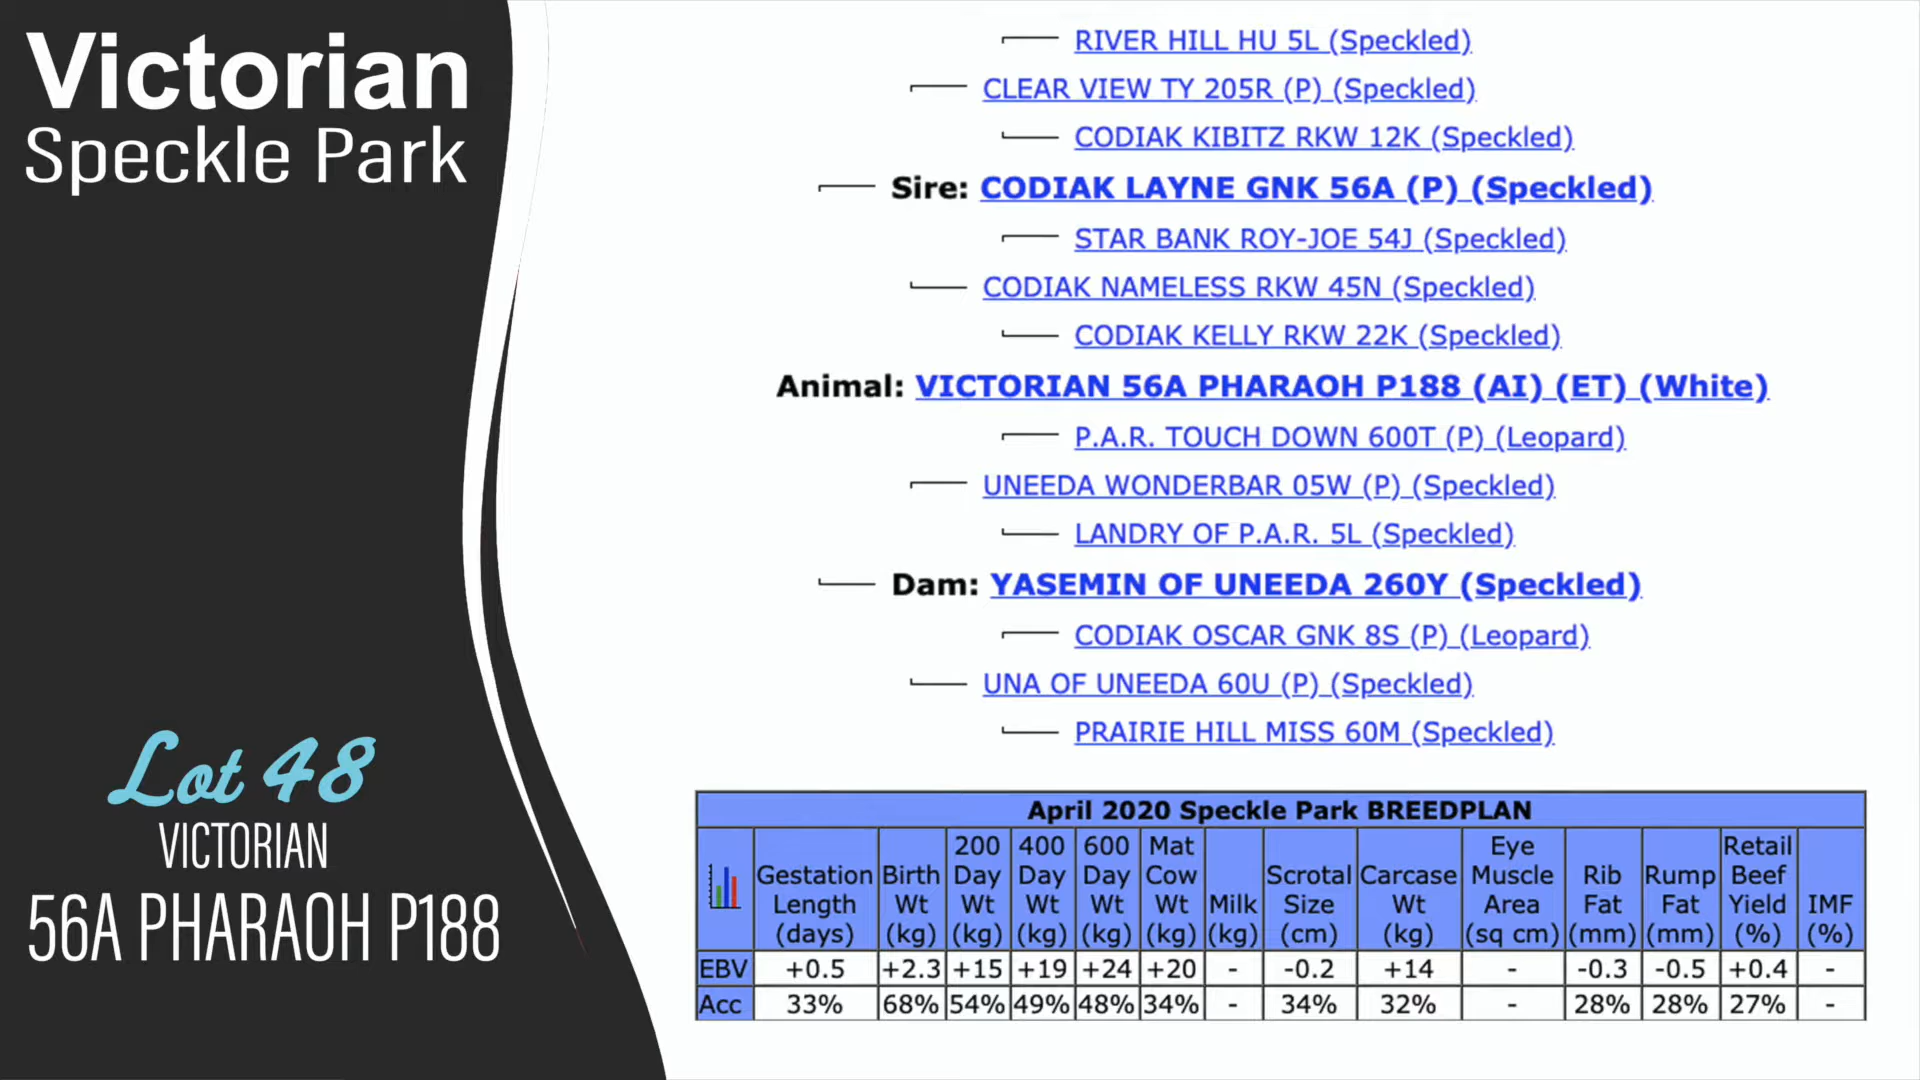 Victorian
Speckle Park
RIVER HILL HU 5L (Speckled)
CLEAR VIEW TY 205R (P) (Speckled)
CODIAK KIBITZ RKW 12K (Speckled)
Sire: CODIAK LAYNE GNK 56A (P) (Speckled)
STAR BANK ROY-JOE 54J (Speckled)
CODIAK NAMELESS RKW 45N (Speckled)
CODIAK KELLY RKW 22K (Speckled)
Animal: VICTORIAN 56A PHARAOH P188 (AI) (ET) (White)
P.A.R. TOUCH DOWN 600T (P) (Leopard)
UNEEDA WONDERBAR 05W (P) (Speckled)
LANDRY OF P.A.R. 5L (Speckled)
Dam: YASEMIN OF UNEEDA 260Y (Speckled)
CODIAK OSCAR GNK 8S (P) (Leopard)
UNA OF UNEEDA 60U (P) (Speckled)
PRAIRIE HILL MISS 60M (Speckled)
Lot 48
VICTORIAN
56A PHARAOH P188
April 2020 Speckle Park BREEDPLAN
Gestation Length (days) Birth Wt (kg) 200 Day Wt (kg) 400 Day Wt (kg) 600 Day Wt (kg) Mat Cow Wt (kg) Milk (kg) Scrotal Size (cm) Carcase Wt (kg) Eye Muscle Area (sq cm) Rib Fat (mm) Rump Fat (mm) Retail Beef Yield (%) IMF (%)
EBV +0.5 +2.3 +15 +19 +24 +20 - -0.2 +14 - -0.3 -0.5 +0.4 -
Acc 33% 68% 54% 49% 48% 34% - 34% 32% - 28% 28% 27% -